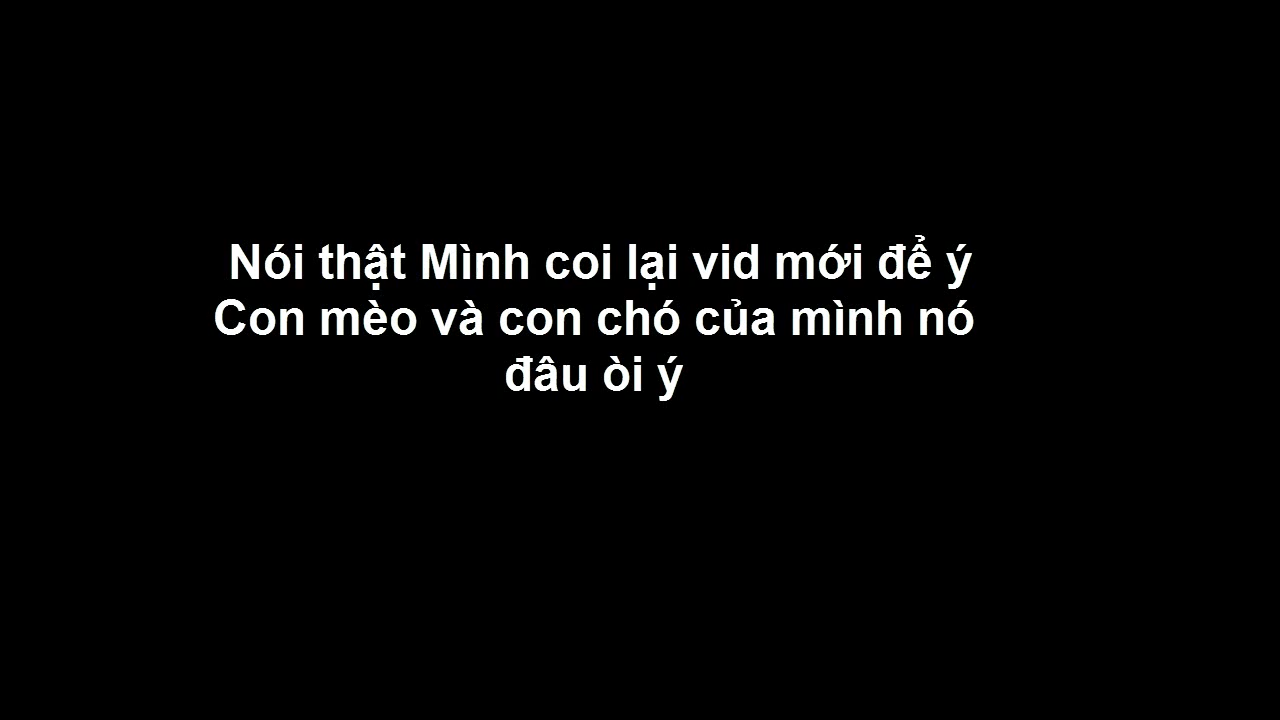 Nói thật Mình coi lại vid mới để ý
Con mèo và con chó của mình nó
đâu òi ý